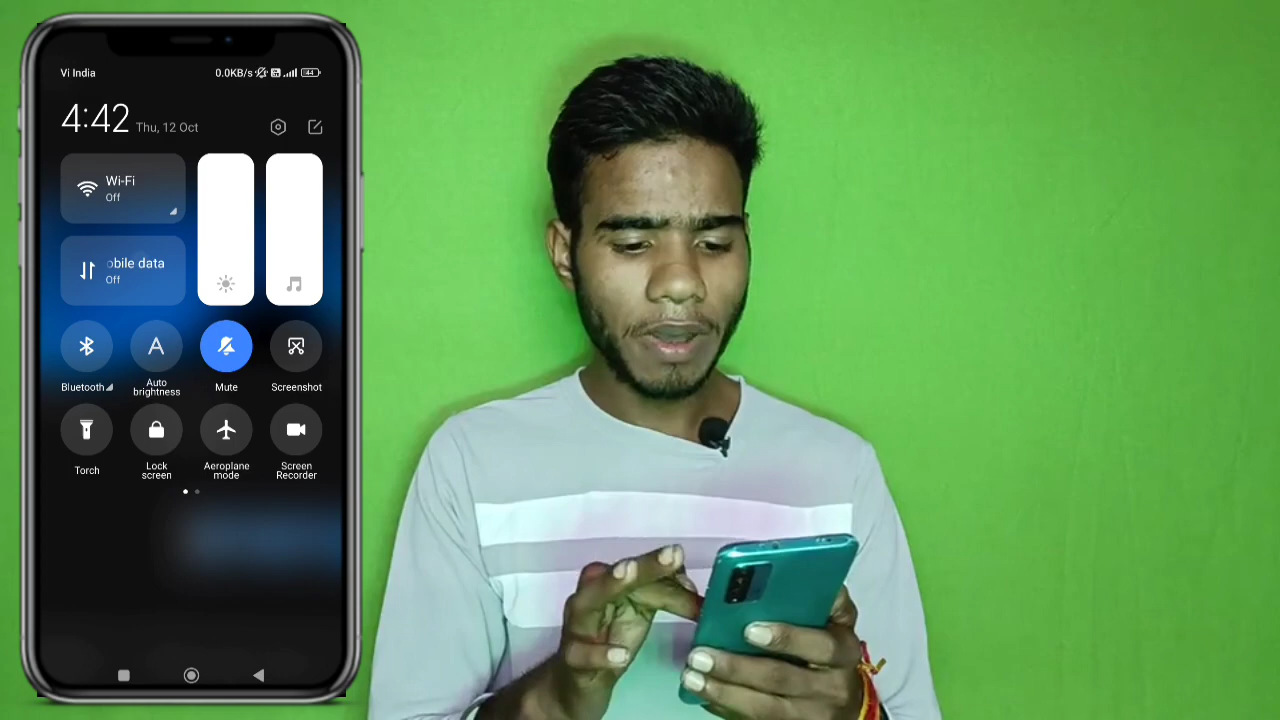 Vi India
0.0KB/s
44
4:42 Thu, 12 Oct
Wi-Fi
Off
obile data
Off
Bluetooth
Auto
brightness
Mute
Screenshot
Torch
Lock
screen
Aeroplane
mode
Screen
Recorder